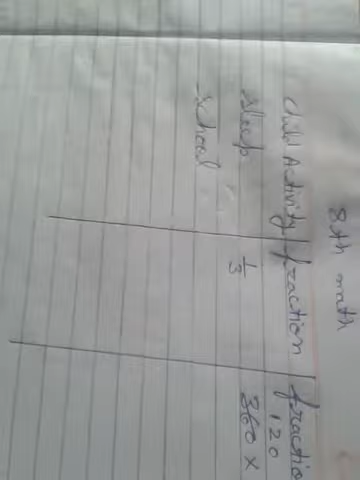 8th math
Child Activity fraction fractio
Sleep 1/3 120 360 x
School